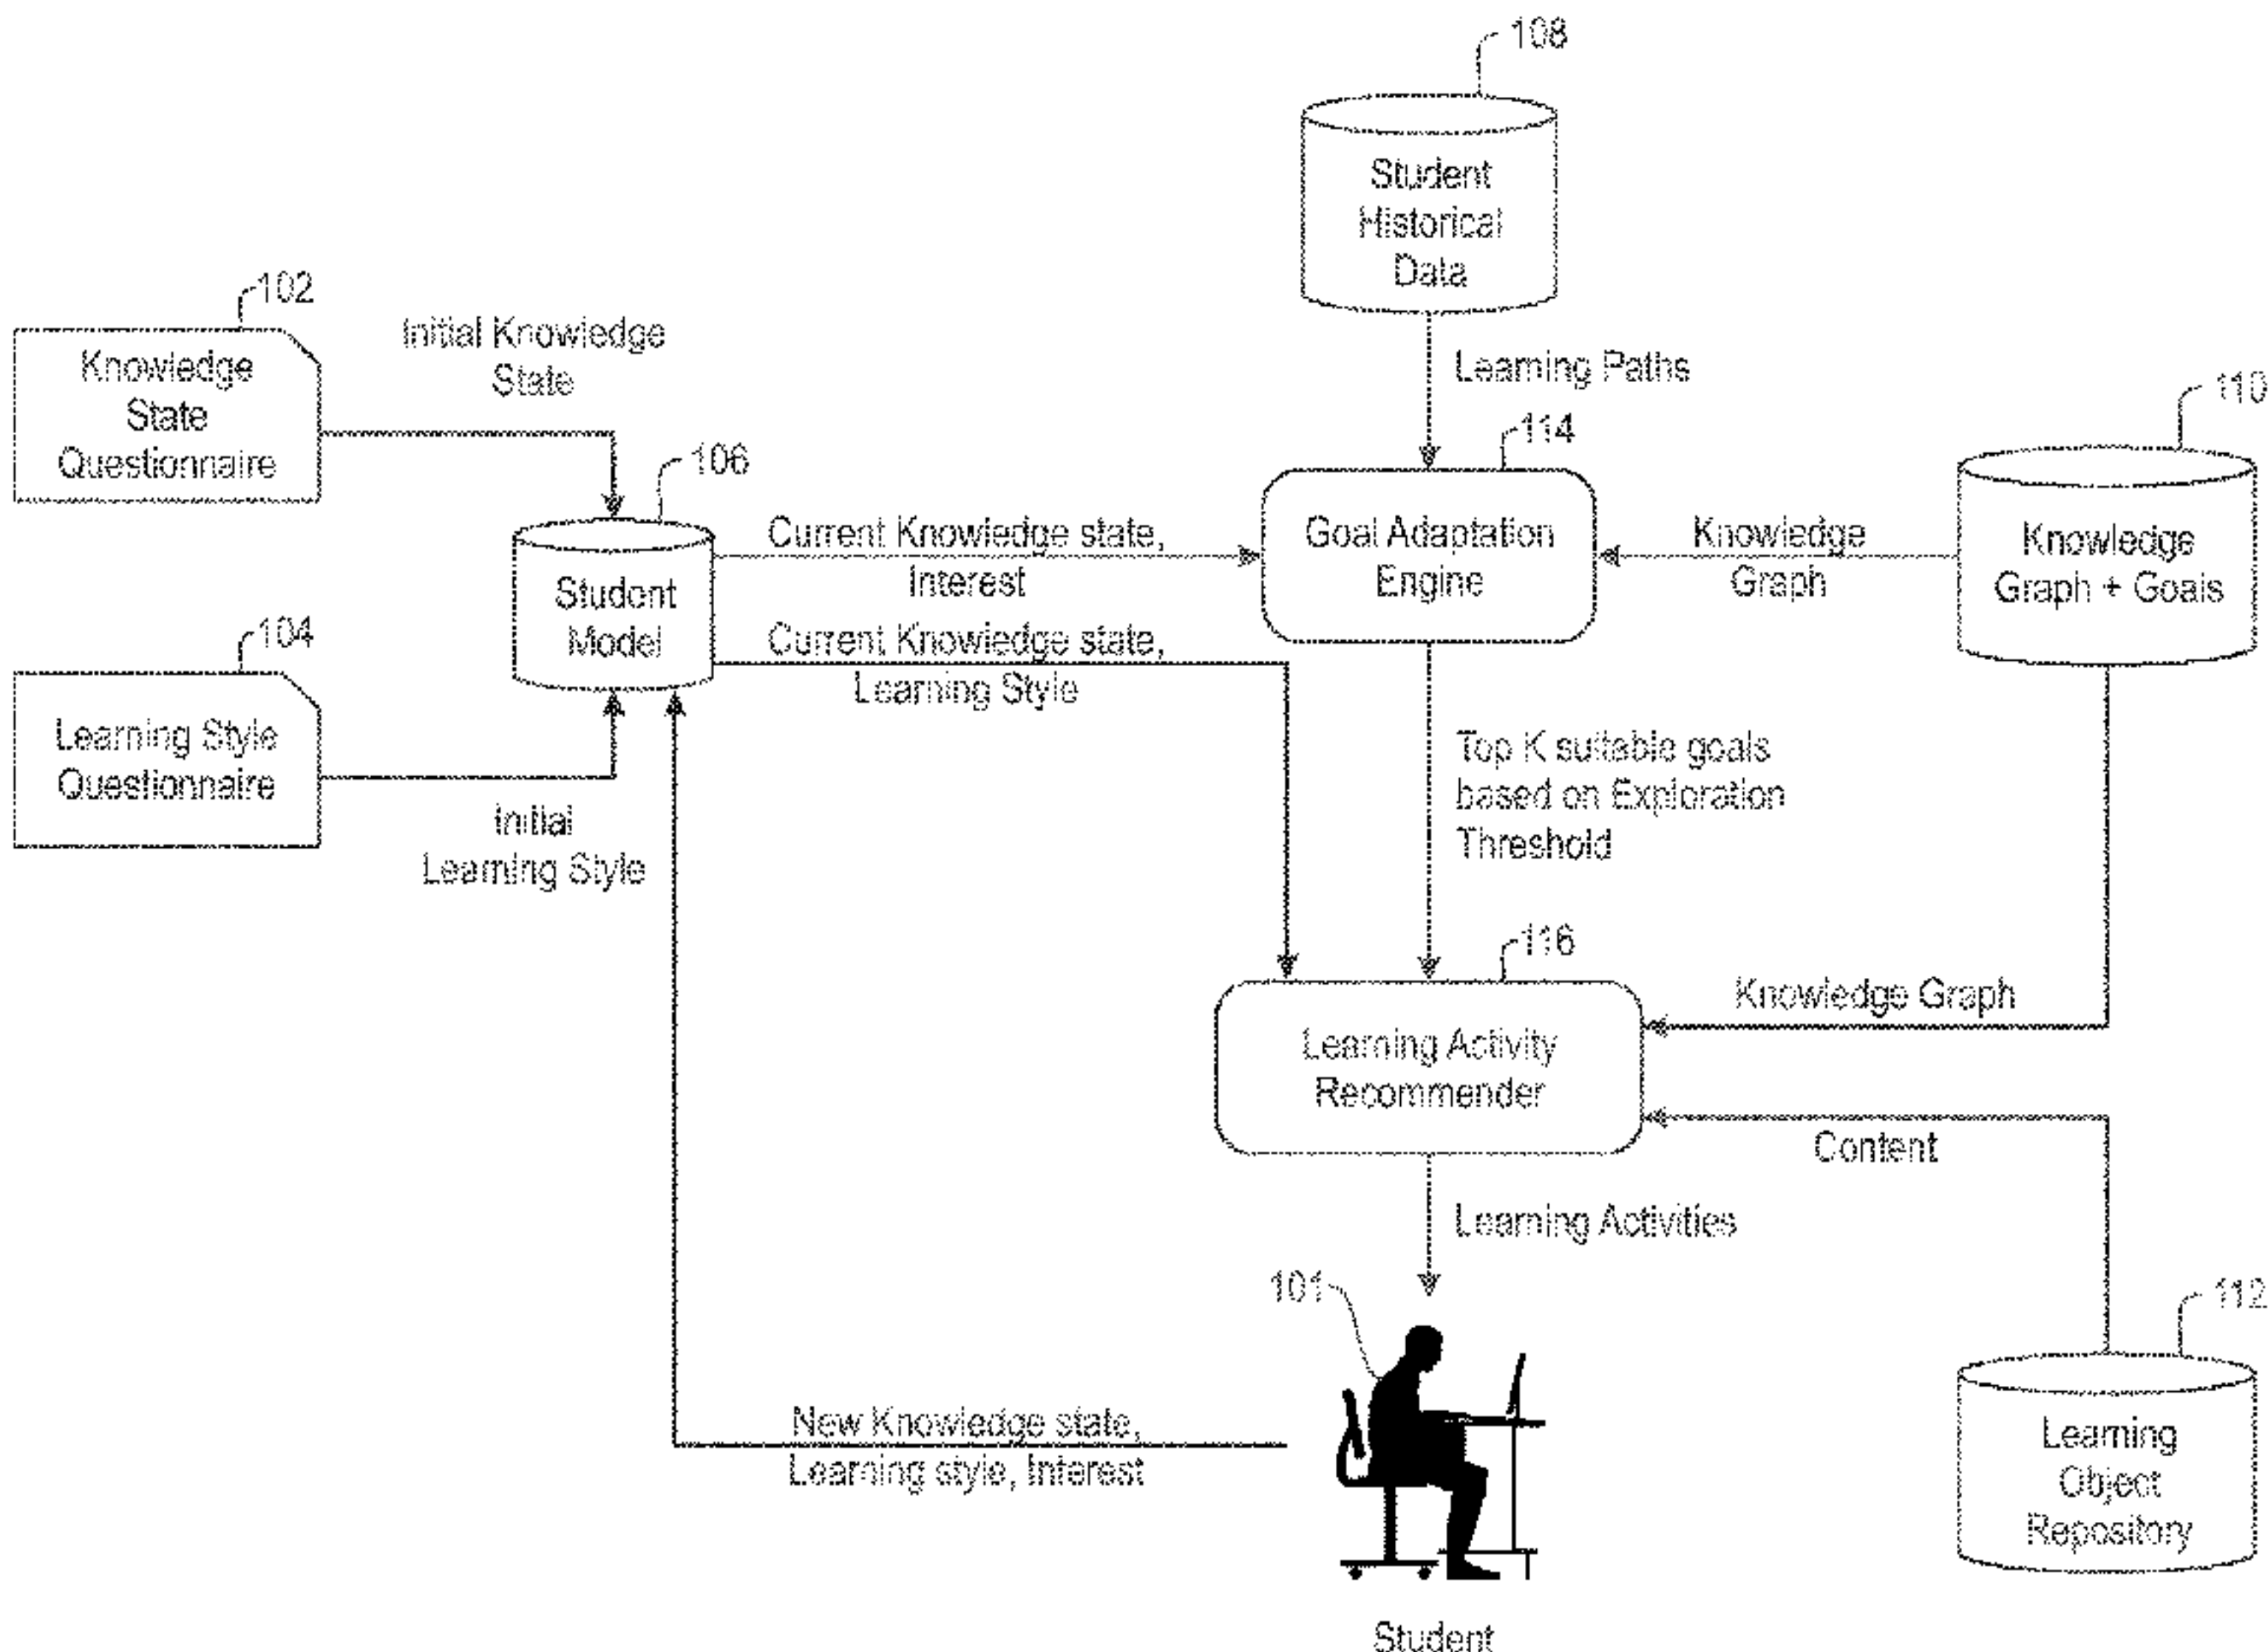 108
Student
Historical
Data
102
Knowledge
State
Questionnaire
Initial Knowledge
State
Learning Paths
110
114
106
Current Knowledge state,
Interest
Goal Adaptation
Engine
Knowledge
Graph
Knowledge
Graph + Goals
Student
Model
104
Current Knowledge state,
Learning Style
Learning Style
Questionnaire
Initial
Learning Style
Top K suitable goals
based on Exploration
Threshold
116
Knowledge Graph
Learning Activity
Recommender
Content
Learning Activities
101
112
New Knowledge state,
Learning style, Interest
Learning
Object
Repository
Student